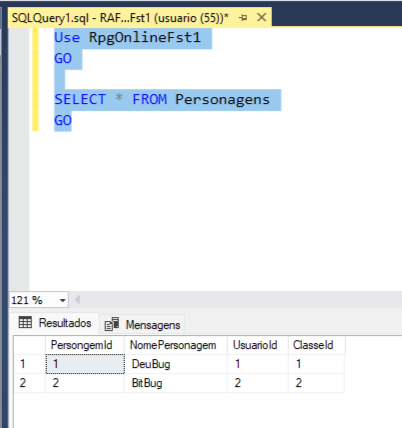 SQLQuery1.sql - RAF...Fst1 (usuario (55))*
Use RpgOnlineFst1
GO
SELECT * FROM Personagens
GO
121 %
Resultados Mensagens
PersongemId NomePersonagem UsuarioId ClasseId
1 1 DeuBug 1 1
2 2 BitBug 2 2